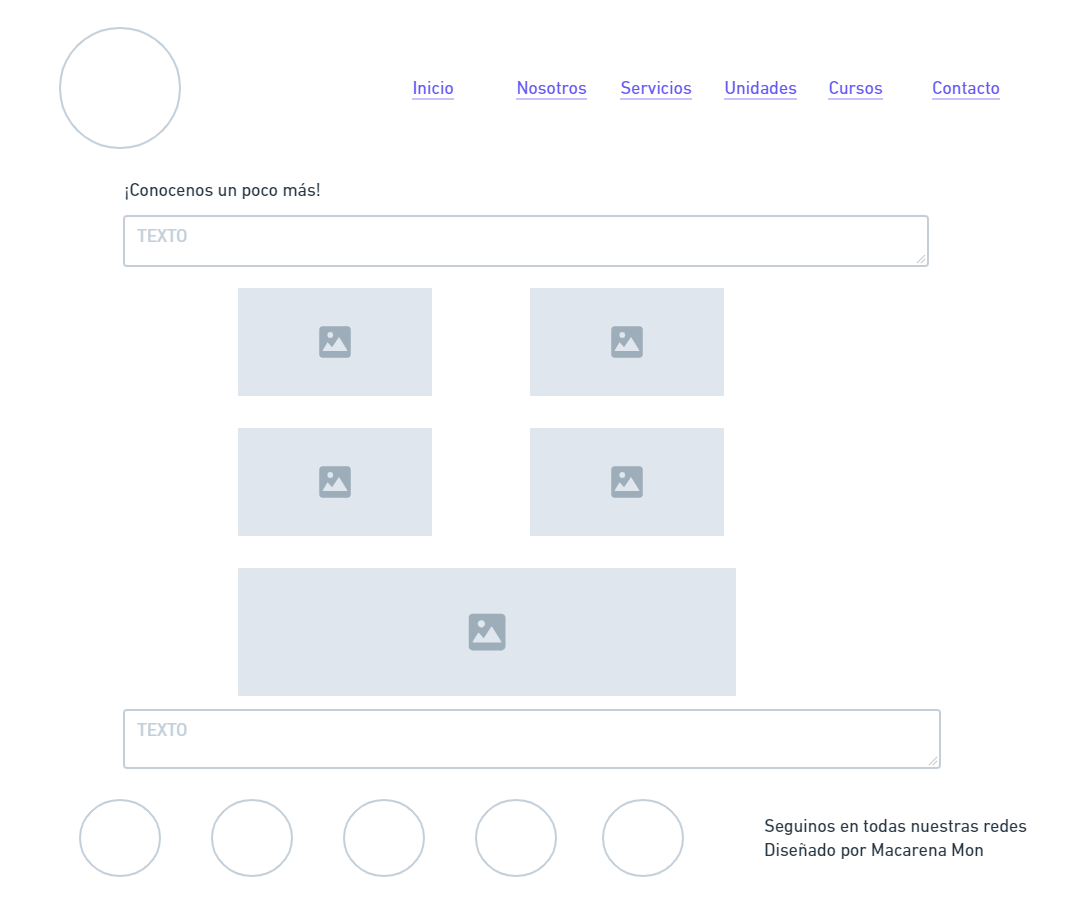 Inicio Nosotros Servicios Unidades Cursos Contacto
¡Conocenos un poco más!
TEXTO
TEXTO
Seguinos en todas nuestras redes
Diseñado por Macarena Mon